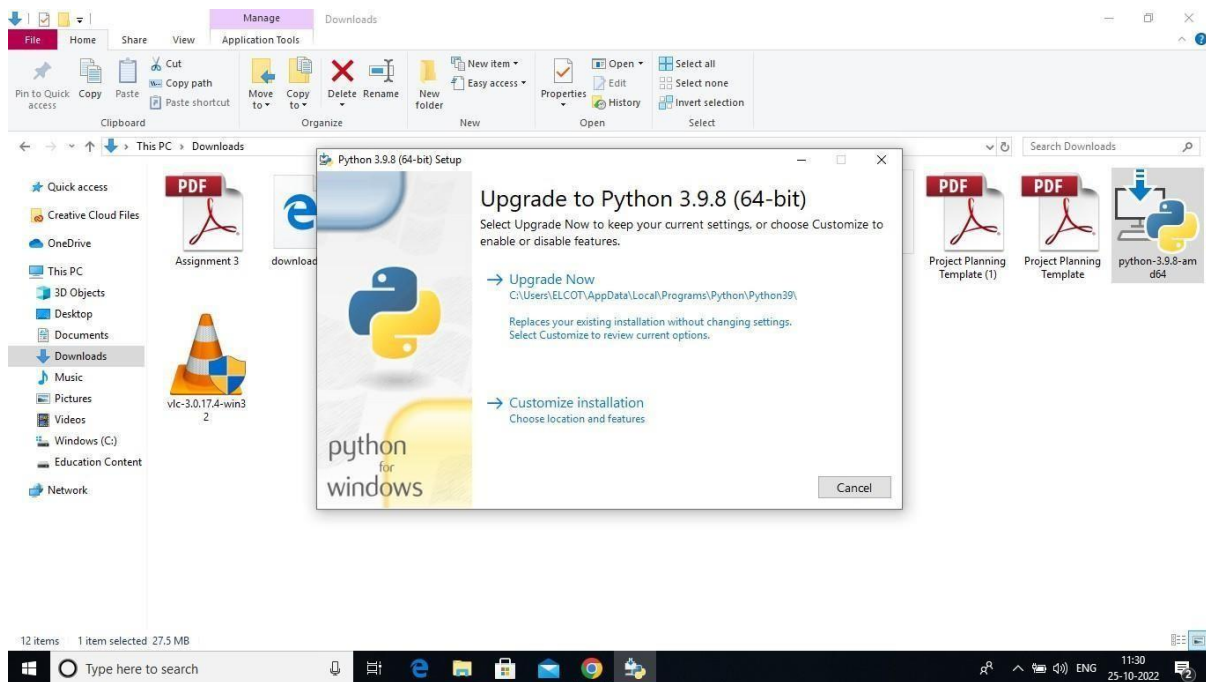 Manage
Downloads
File
Home
Share
View
Application Tools
Pin to Quick access
Copy
Paste
Cut
Copy path
Paste shortcut
Clipboard
Move to
Copy to
Delete
Rename
Organize
New folder
New item
Easy access
New
Properties
Open
Edit
History
Open
Select all
Select none
Invert selection
Select
This PC
Downloads
Search Downloads
Quick access
Creative Cloud Files
OneDrive
This PC
3D Objects
Desktop
Documents
Downloads
Music
Pictures
Videos
Windows (C:)
Education Content
Network
PDF
Assignment 3
download
vlc-3.0.17.4-win3
2
Python 3.9.8 (64-bit) Setup
Upgrade to Python 3.9.8 (64-bit)
Select Upgrade Now to keep your current settings, or choose Customize to
enable or disable features.
Upgrade Now
C:\Users\ELCOT\AppData\Local\Programs\Python\Python39\
Replaces your existing installation without changing settings.
Select Customize to review current options.
Customize installation
Choose location and features
python
for
windows
Cancel
PDF
Project Planning
Template (1)
PDF
Project Planning
Template
python-3.9.8-am
d64
12 items
1 item selected 27.5 MB
Type here to search
ENG
11:30
25-10-2022
2